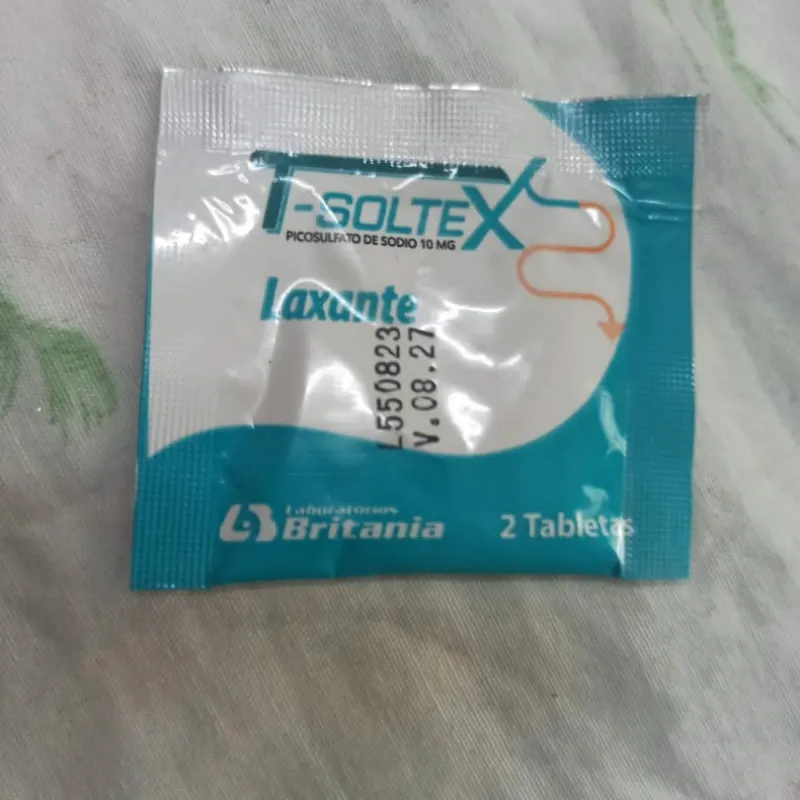 T-SOLTEX
PICOSULFATO DE SODIO 10 MG
Laxante
L550823
V.08.27
Laboratorios
Britania
2 Tabletas